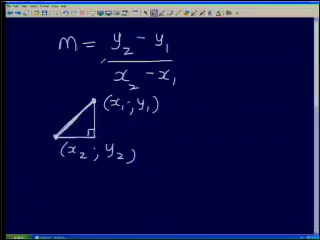 m = y₂ - y₁ / x₂ - x₁
(x₁ ; y₁)
(x₂ ; y₂)